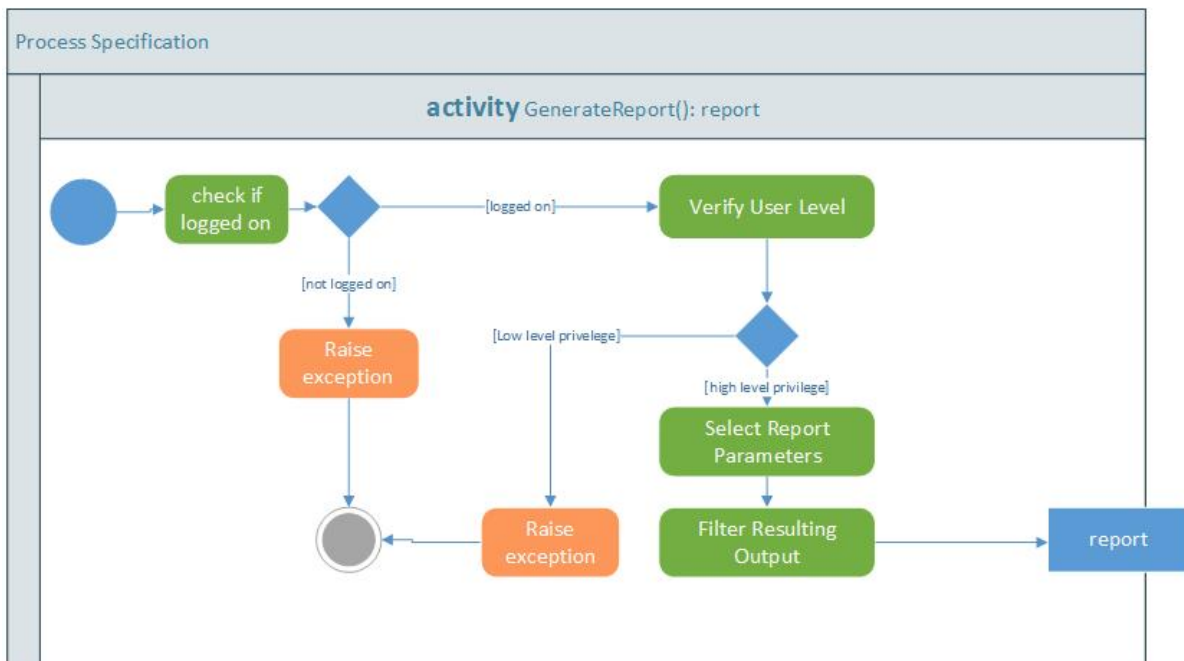 Process Specification
activity GenerateReport(): report
check if
logged on
[logged on]
Verify User Level
[not logged on]
Raise
exception
[Low level privelege]
[high level privilege]
Select Report
Parameters
Raise
exception
Filter Resulting
Output
report